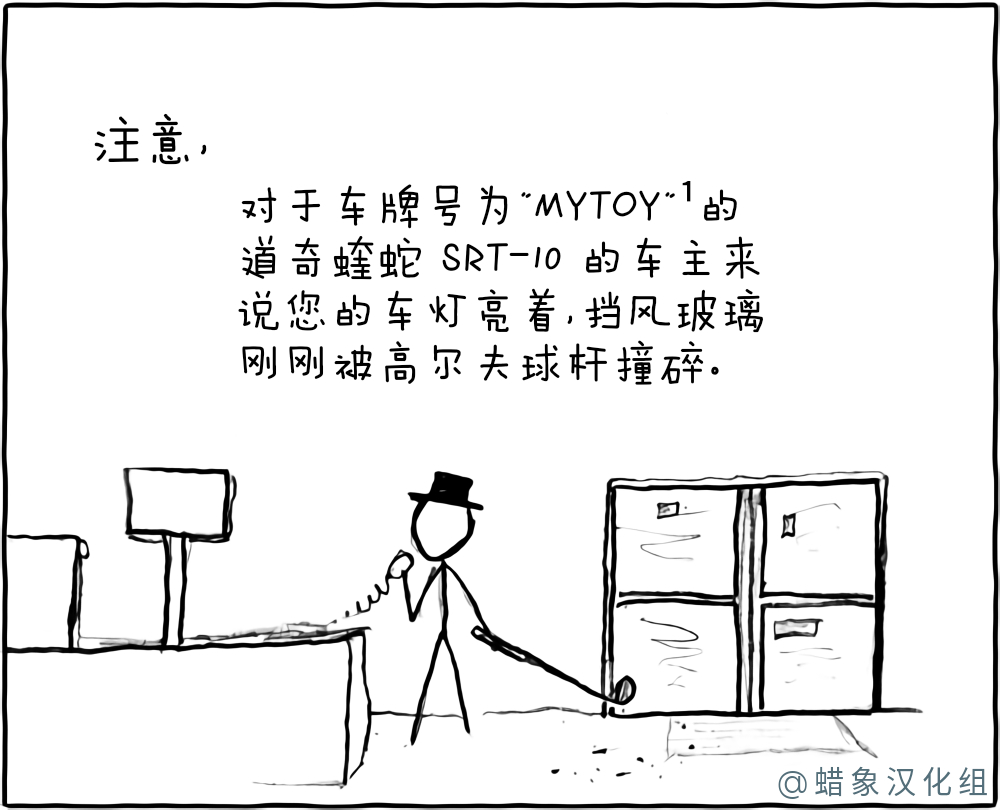 注意，
对于车牌号为“MYTOY”¹的
道奇蝰蛇 SRT-10 的车主来
说您的车灯亮着，挡风玻璃
刚刚被高尔夫球杆撞碎。
@蜡象汉化组